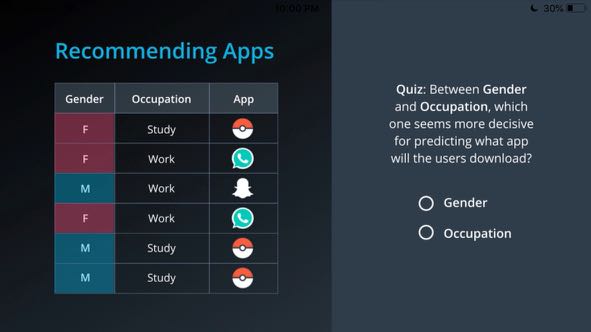 10:00 PM
30%
Recommending Apps
Gender Occupation App
F Study
F Work
M Work
F Work
M Study
M Study
Quiz: Between Gender
and Occupation, which
one seems more decisive
for predicting what app
will the users download?
Gender
Occupation